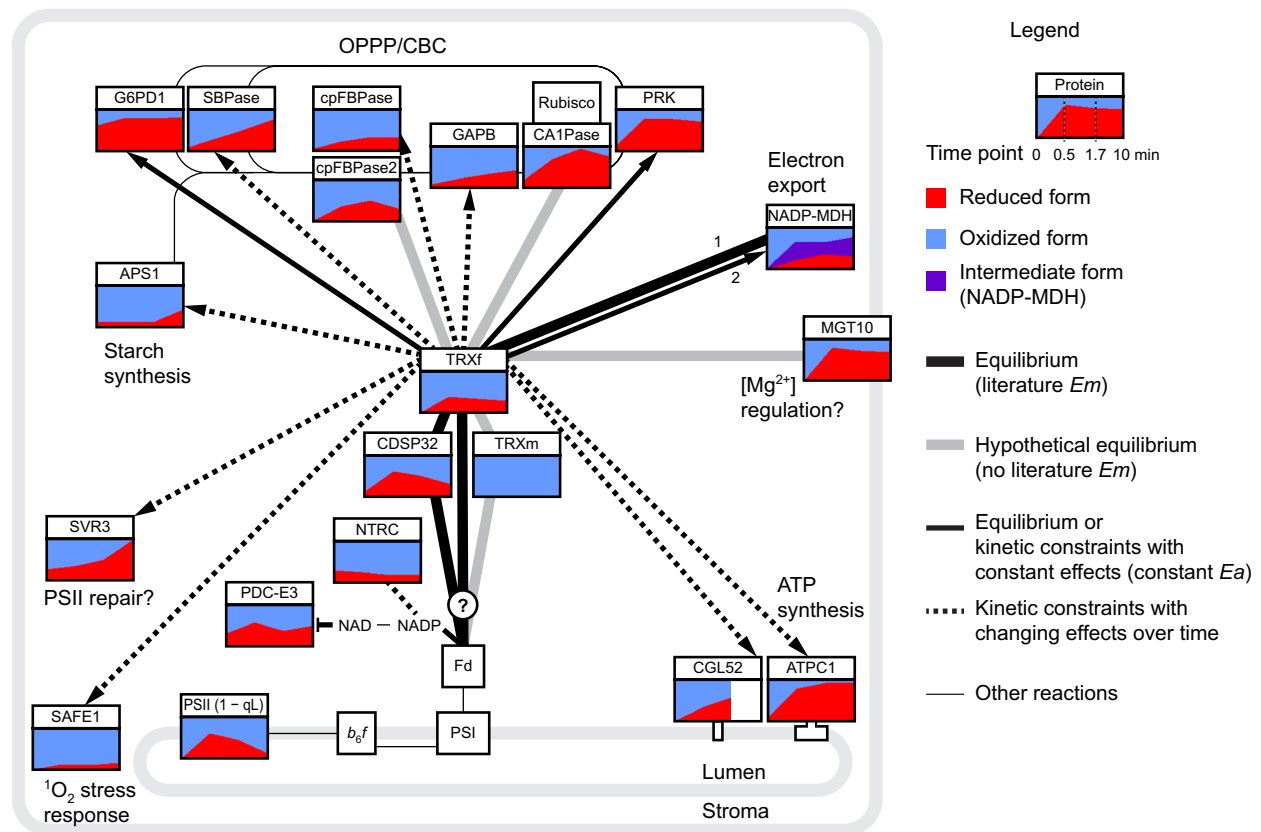 OPPP/CBC
G6PD1
SBPase
cpFBPase
Rubisco
PRK
GAPB
CA1Pase
cpFBPase2
Electron
export
NADP-MDH
1
2
APS1
Starch
synthesis
TRXf
MGT10
[Mg²⁺]
regulation?
CDSP32
TRXm
SVR3
PSII repair?
NTRC
PDC-E3
NAD
NADP
?
Fd
ATP
synthesis
CGL52
ATPC1
SAFE1
¹O₂ stress
response
PSII (1 − qL)
b₆f
PSI
Lumen
Stroma
Legend
Protein
Time point 0 0.5 1.7 10 min
Reduced form
Oxidized form
Intermediate form
(NADP-MDH)
Equilibrium
(literature Em)
Hypothetical equilibrium
(no literature Em)
Equilibrium or
kinetic constraints with
constant effects (constant Ea)
Kinetic constraints with
changing effects over time
Other reactions